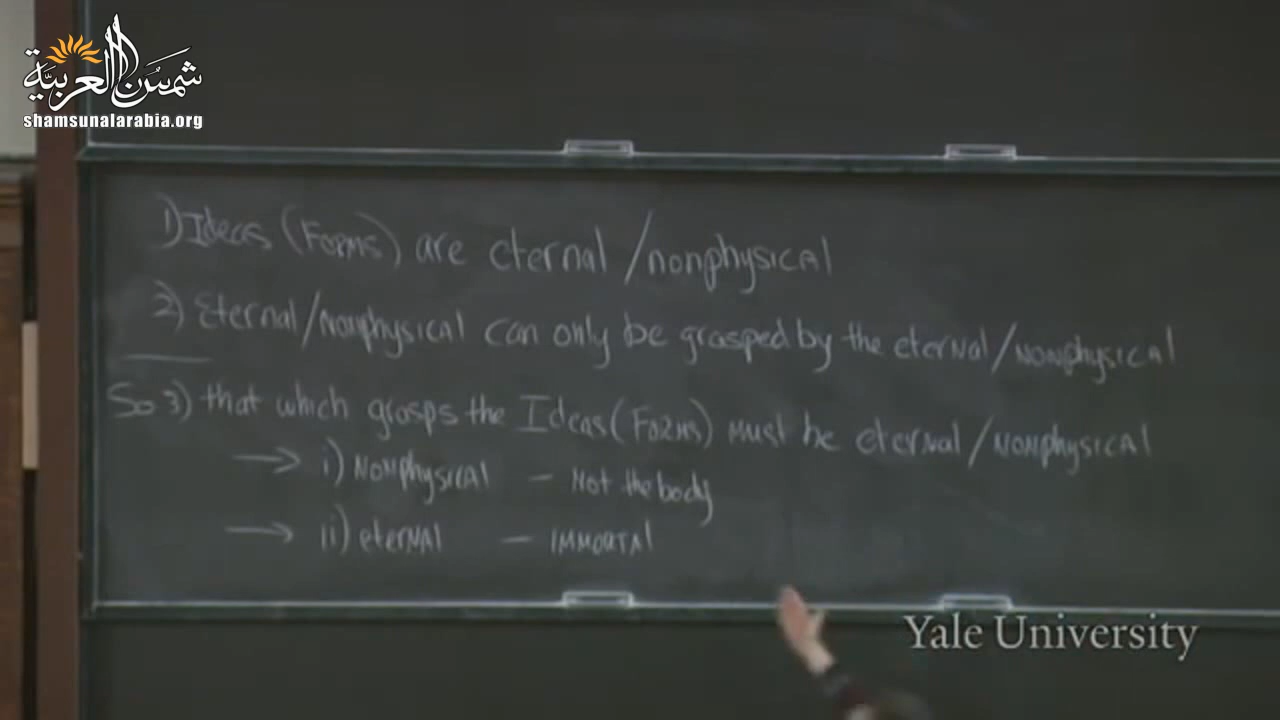 شمس العربية
shamsunalarabia.org
1) Ideas (Forms) are eternal/nonphysical
2) Eternal/nonphysical can only be grasped by the eternal/nonphysical
So 3) that which grasps the Ideas (Forms) must be eternal/nonphysical
→ i) nonphysical – not the body
→ ii) eternal – immortal
Yale University